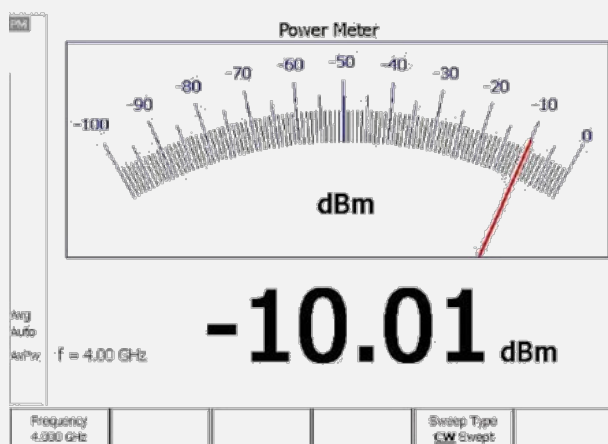 PM
Power Meter
-100 -90 -80 -70 -60 -50 -40 -30 -20 -10 0
dBm
-10.01 dBm
Avg
Auto
f = 4.00 GHz
Frequency
4.000 GHz
Sweep Type
CW Swept